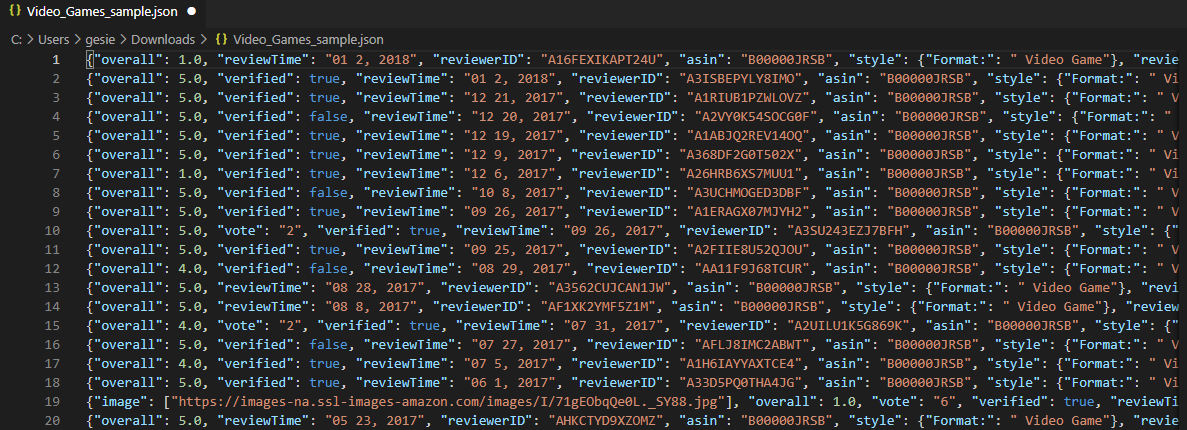 {} Video_Games_sample.json ●
C: > Users > gesie > Downloads > {} Video_Games_sample.json
1 {"overall": 1.0, "reviewTime": "01 2, 2018", "reviewerID": "A16FEXIKAPT24U", "asin": "B00000JRSB", "style": {"Format:": " Video Game"}, "revie
2 {"overall": 5.0, "verified": true, "reviewTime": "01 2, 2018", "reviewerID": "A3ISBEPYLY8IMO", "asin": "B00000JRSB", "style": {"Format:": " Vi
3 {"overall": 5.0, "verified": true, "reviewTime": "12 21, 2017", "reviewerID": "A1RIUB1PZWLOVZ", "asin": "B00000JRSB", "style": {"Format:": " V
4 {"overall": 5.0, "verified": false, "reviewTime": "12 20, 2017", "reviewerID": "A2VY0K54SOCG0F", "asin": "B00000JRSB", "style": {"Format:": "
5 {"overall": 5.0, "verified": true, "reviewTime": "12 19, 2017", "reviewerID": "A1ABJQ2REV14OQ", "asin": "B00000JRSB", "style": {"Format:": " V
6 {"overall": 5.0, "verified": true, "reviewTime": "12 9, 2017", "reviewerID": "A368DF2G0T502X", "asin": "B00000JRSB", "style": {"Format:": " Vi
7 {"overall": 1.0, "verified": true, "reviewTime": "12 6, 2017", "reviewerID": "A26HRB6XS7MUU1", "asin": "B00000JRSB", "style": {"Format:": " Vi
8 {"overall": 5.0, "verified": false, "reviewTime": "10 8, 2017", "reviewerID": "A3UCHMOGED3DBF", "asin": "B00000JRSB", "style": {"Format:": " V
9 {"overall": 5.0, "verified": true, "reviewTime": "09 26, 2017", "reviewerID": "A1ERAGX07MJYH2", "asin": "B00000JRSB", "style": {"Format:": " V
10 {"overall": 5.0, "vote": "2", "verified": true, "reviewTime": "09 26, 2017", "reviewerID": "A3SU243EZJ7BFH", "asin": "B00000JRSB", "style": {"
11 {"overall": 5.0, "verified": true, "reviewTime": "09 25, 2017", "reviewerID": "A2FIIE8U52QJOU", "asin": "B00000JRSB", "style": {"Format:": " V
12 {"overall": 4.0, "verified": false, "reviewTime": "08 29, 2017", "reviewerID": "AA11F9J68TCUR", "asin": "B00000JRSB", "style": {"Format:": " V
13 {"overall": 5.0, "reviewTime": "08 28, 2017", "reviewerID": "A3562CUJCAN1JW", "asin": "B00000JRSB", "style": {"Format:": " Video Game"}, "revi
14 {"overall": 5.0, "reviewTime": "08 8, 2017", "reviewerID": "AF1XK2YMF5Z1M", "asin": "B00000JRSB", "style": {"Format:": " Video Game"}, "review
15 {"overall": 4.0, "vote": "2", "verified": true, "reviewTime": "07 31, 2017", "reviewerID": "A2UILU1K5G869K", "asin": "B00000JRSB", "style": {"
16 {"overall": 5.0, "verified": false, "reviewTime": "07 27, 2017", "reviewerID": "AFLJ8IMC2ABWT", "asin": "B00000JRSB", "style": {"Format:": " V
17 {"overall": 4.0, "verified": true, "reviewTime": "07 5, 2017", "reviewerID": "A1H6IAYYAXTCE4", "asin": "B00000JRSB", "style": {"Format:": " Vi
18 {"overall": 5.0, "verified": true, "reviewTime": "06 1, 2017", "reviewerID": "A33D5PQ0THA4JG", "asin": "B00000JRSB", "style": {"Format:": " Vi
19 {"image": ["https://images-na.ssl-images-amazon.com/images/I/71gEObqQe0L._SY88.jpg"], "overall": 1.0, "vote": "6", "verified": true, "reviewTi
20 {"overall": 5.0, "reviewTime": "05 23, 2017", "reviewerID": "AHKCTYD9XZOMZ", "asin": "B00000JRSB", "style": {"Format:": " Video Game"}, "review